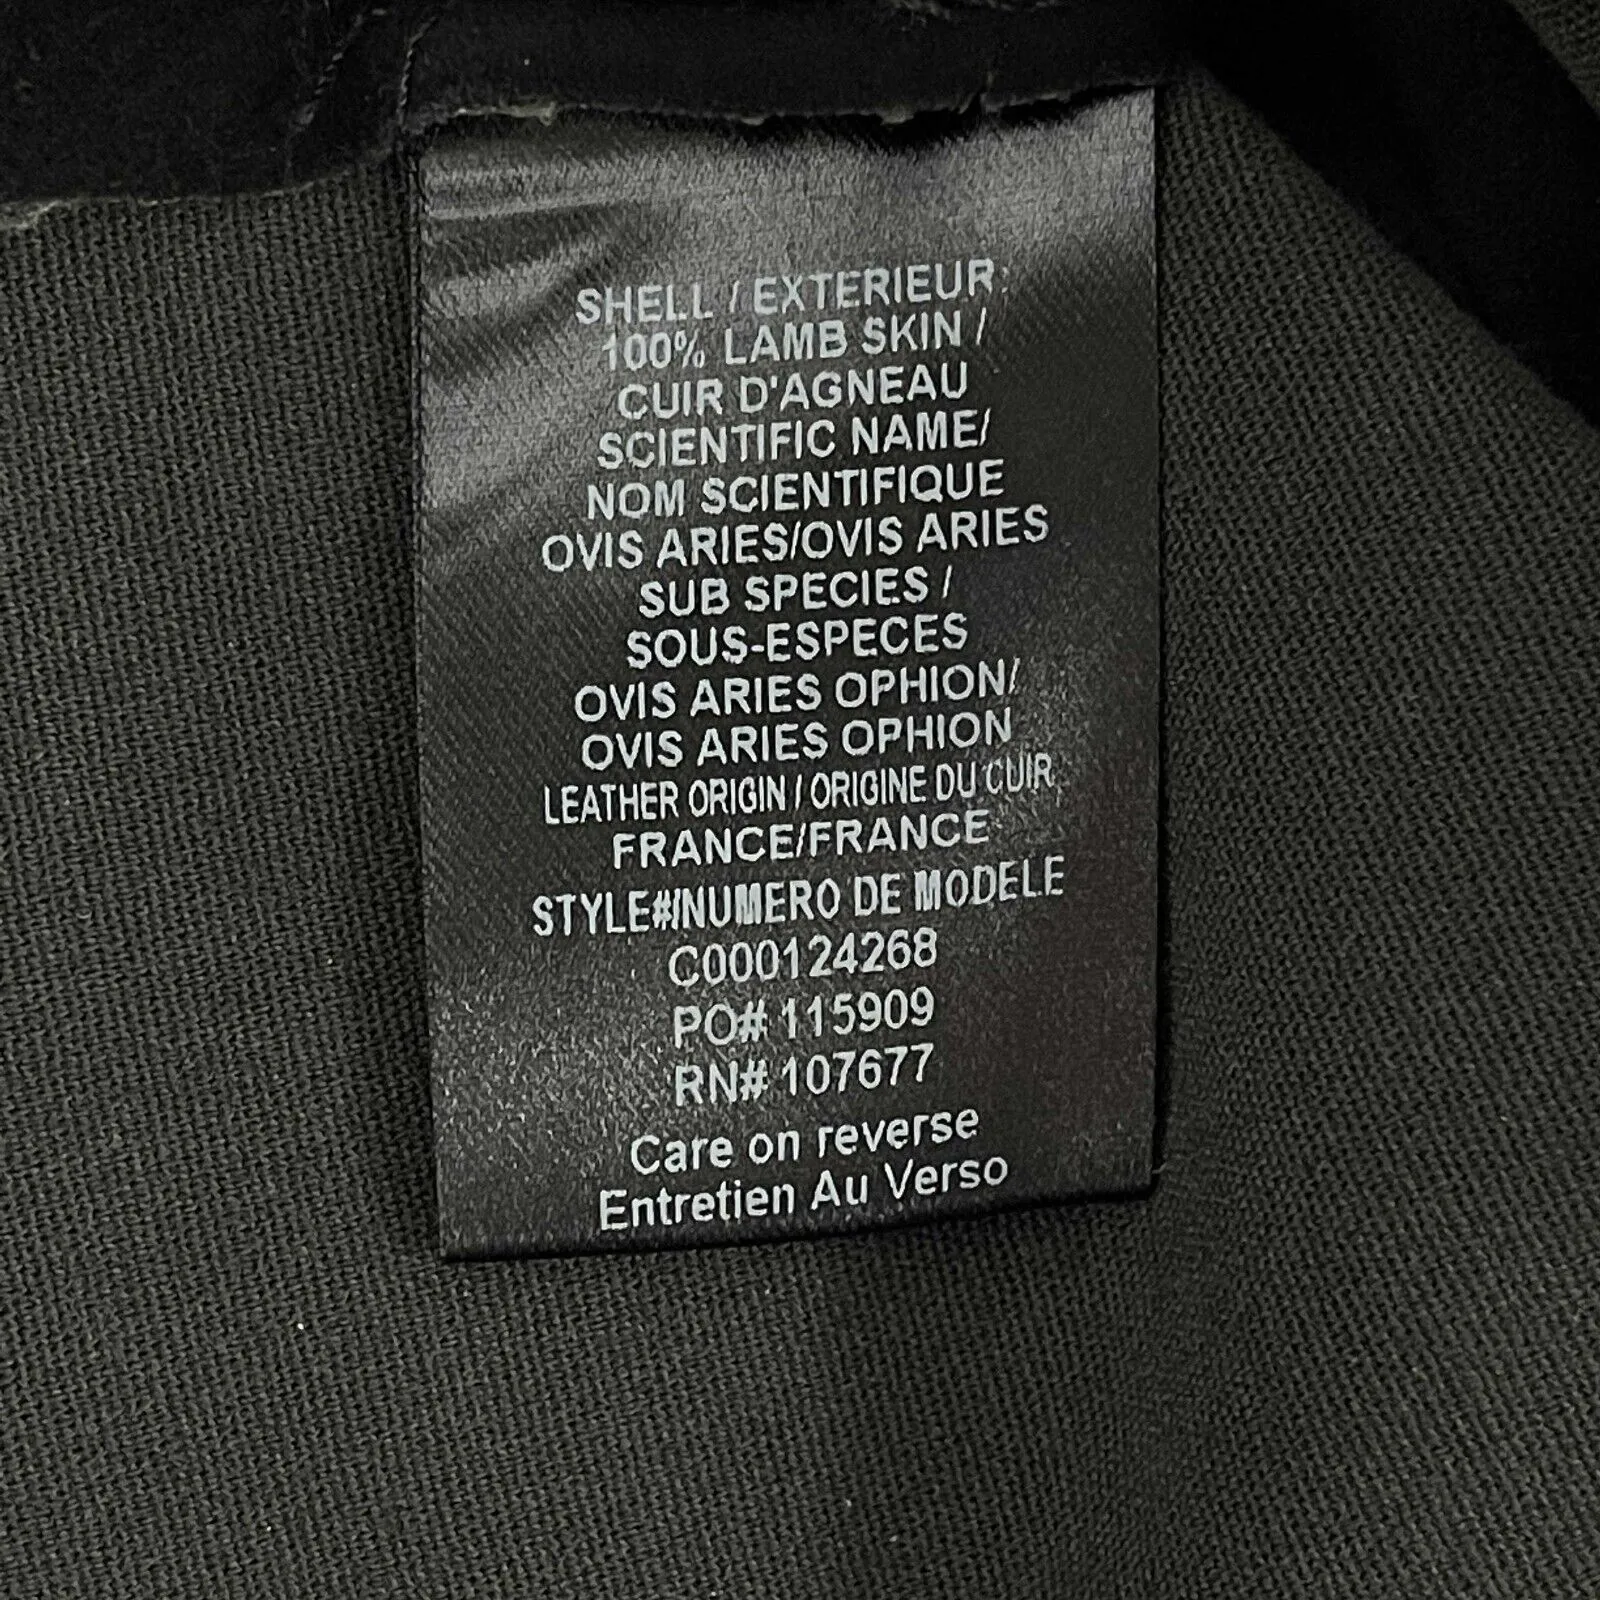 SHELL / EXTERIEUR:
100% LAMB SKIN /
CUIR D'AGNEAU
SCIENTIFIC NAME/
NOM SCIENTIFIQUE
OVIS ARIES/OVIS ARIES
SUB SPECIES /
SOUS-ESPECES
OVIS ARIES OPHION/
OVIS ARIES OPHION
LEATHER ORIGIN / ORIGINE DU CUIR
FRANCE/FRANCE
STYLE#/NUMERO DE MODELE
C000124268
PO# 115909
RN# 107677
Care on reverse
Entretien Au Verso